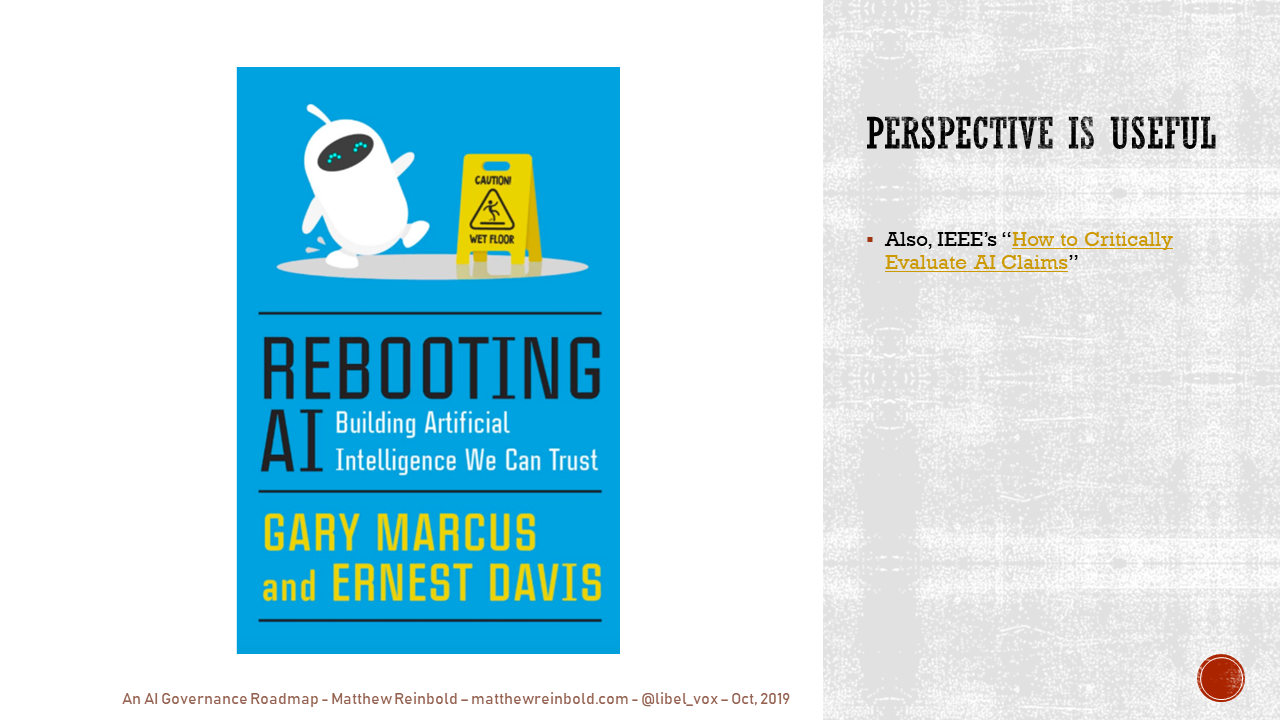 CAUTION!
WET FLOOR
REBOOTING
AI Building Artificial
Intelligence We Can Trust
GARY MARCUS
and ERNEST DAVIS
PERSPECTIVE IS USEFUL
▪ Also, IEEE’s “How to Critically
Evaluate AI Claims”
An AI Governance Roadmap - Matthew Reinbold – matthewreinbold.com - @libel_vox – Oct, 2019